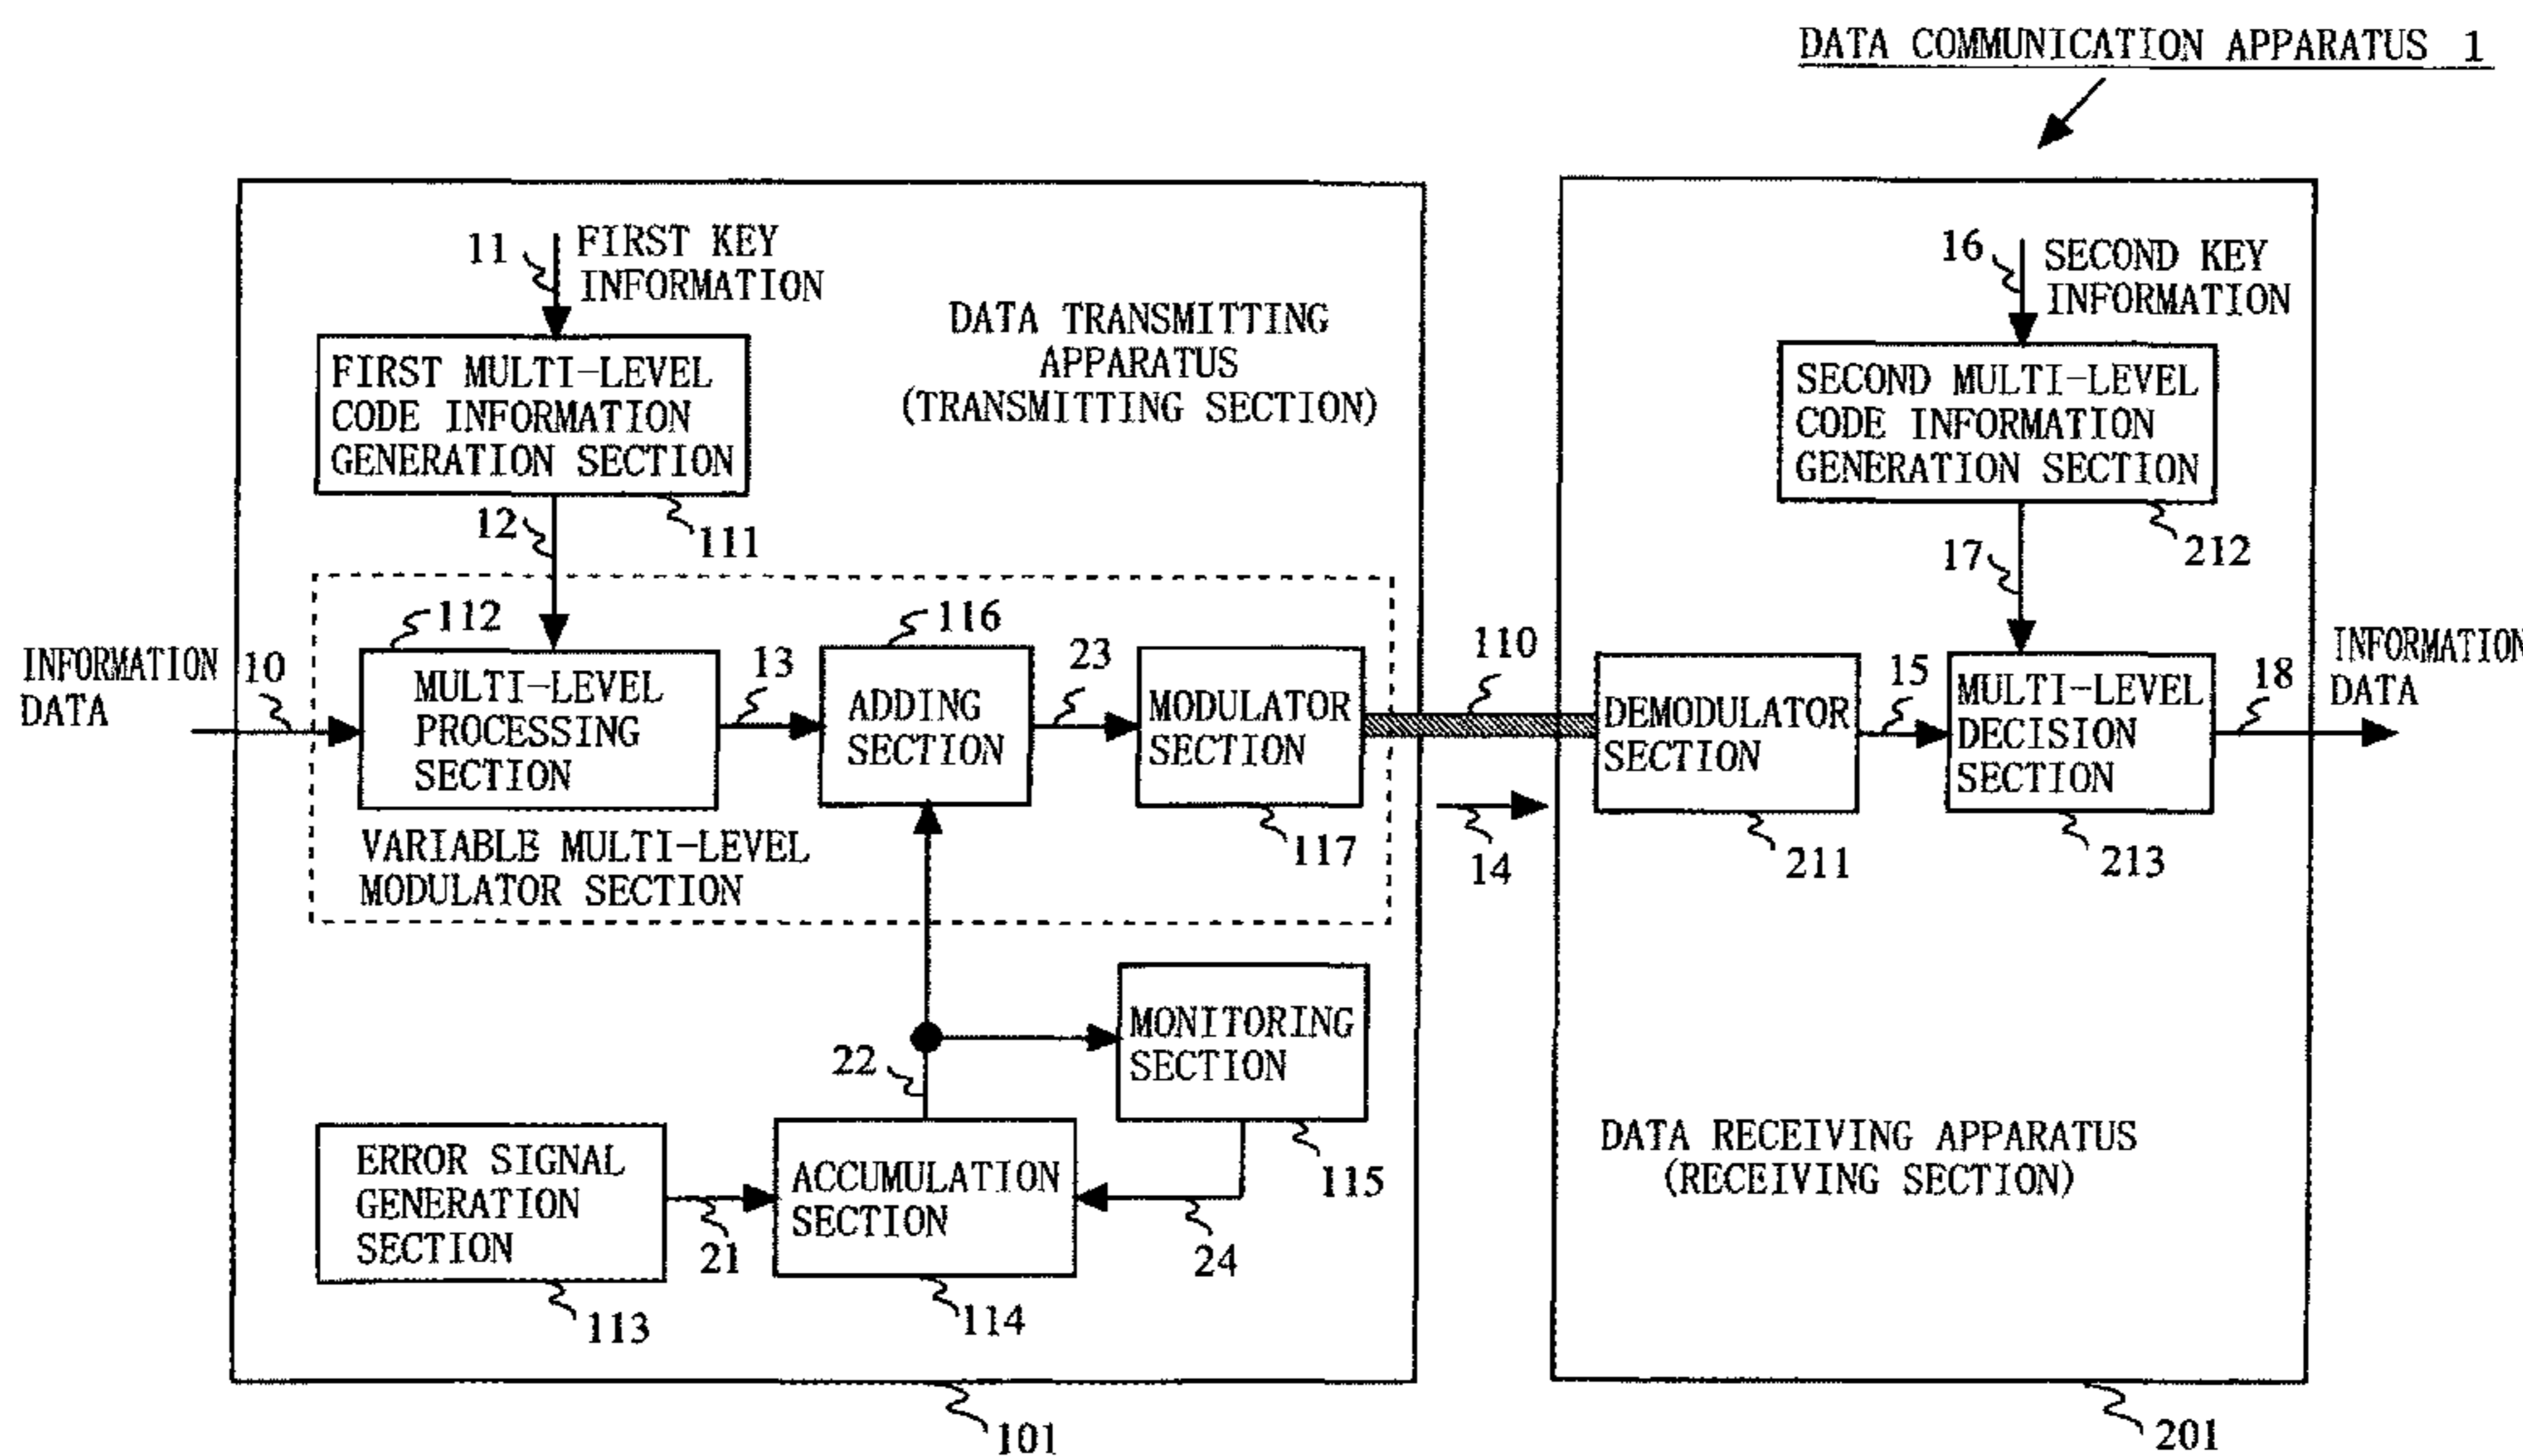 DATA COMMUNICATION APPARATUS 1
11
FIRST KEY
INFORMATION
DATA TRANSMITTING
APPARATUS
(TRANSMITTING SECTION)
FIRST MULTI-LEVEL
CODE INFORMATION
GENERATION SECTION
12
111
16
SECOND KEY
INFORMATION
SECOND MULTI-LEVEL
CODE INFORMATION
GENERATION SECTION
17
212
INFORMATION
DATA
10
112
MULTI-LEVEL
PROCESSING
SECTION
13
116
ADDING
SECTION
23
MODULATOR
SECTION
117
VARIABLE MULTI-LEVEL
MODULATOR SECTION
110
14
DEMODULATOR
SECTION
211
15
MULTI-LEVEL
DECISION
SECTION
213
18
INFORMATION
DATA
22
MONITORING
SECTION
115
ERROR SIGNAL
GENERATION
SECTION
113
21
ACCUMULATION
SECTION
114
24
DATA RECEIVING APPARATUS
(RECEIVING SECTION)
101
201